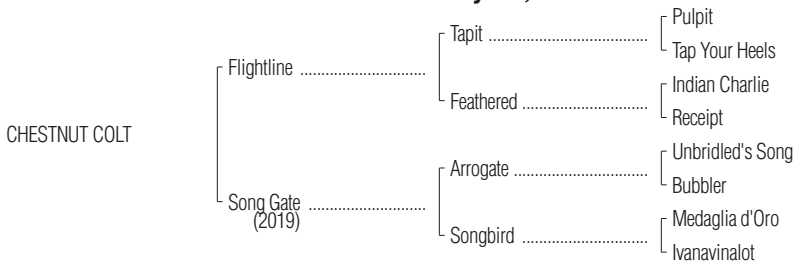 Pulpit
Tapit
Tap Your Heels
Flightline
Indian Charlie
Feathered
Receipt
CHESTNUT COLT
Unbridled's Song
Arrogate
Bubbler
Song Gate
(2019)
Medaglia d'Oro
Songbird
Ivanavinalot